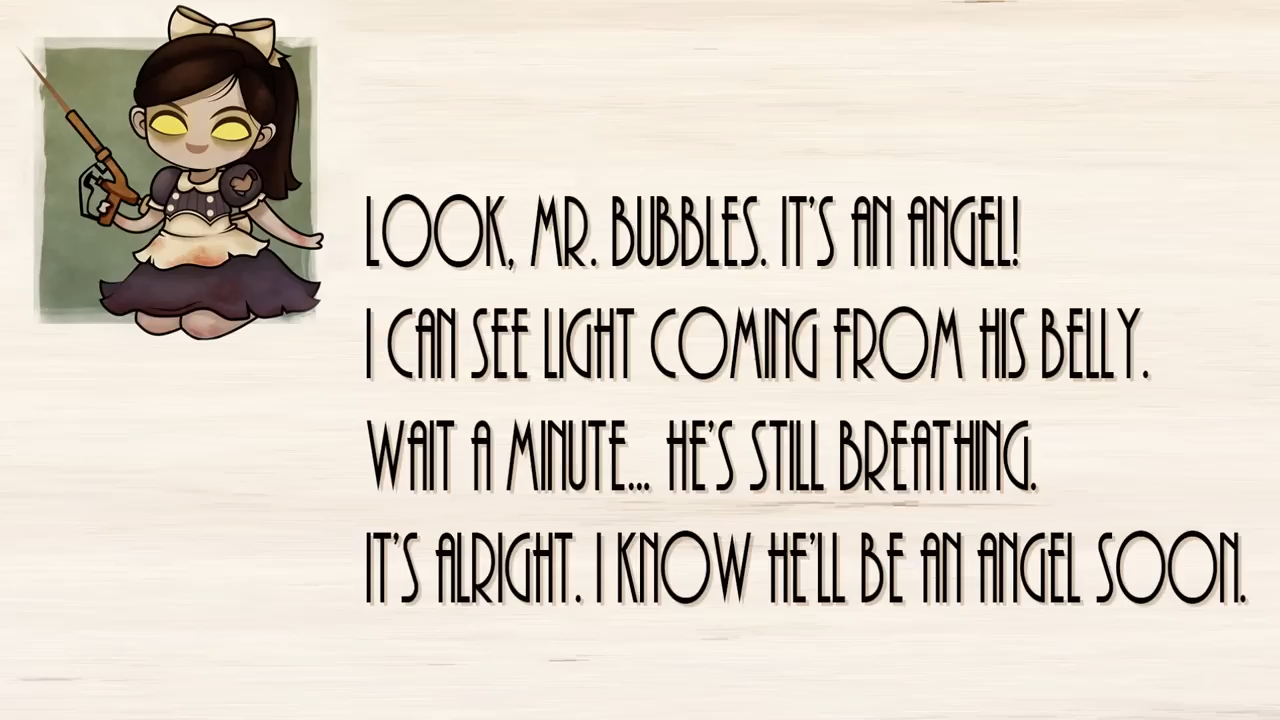 LOOK, MR. BUBBLES. IT'S AN ANGEL!
I CAN SEE LIGHT COMING FROM HIS BELLY.
WAIT A MINUTE... HE'S STILL BREATHING.
IT'S ALRIGHT. I KNOW HE'LL BE AN ANGEL SOON.